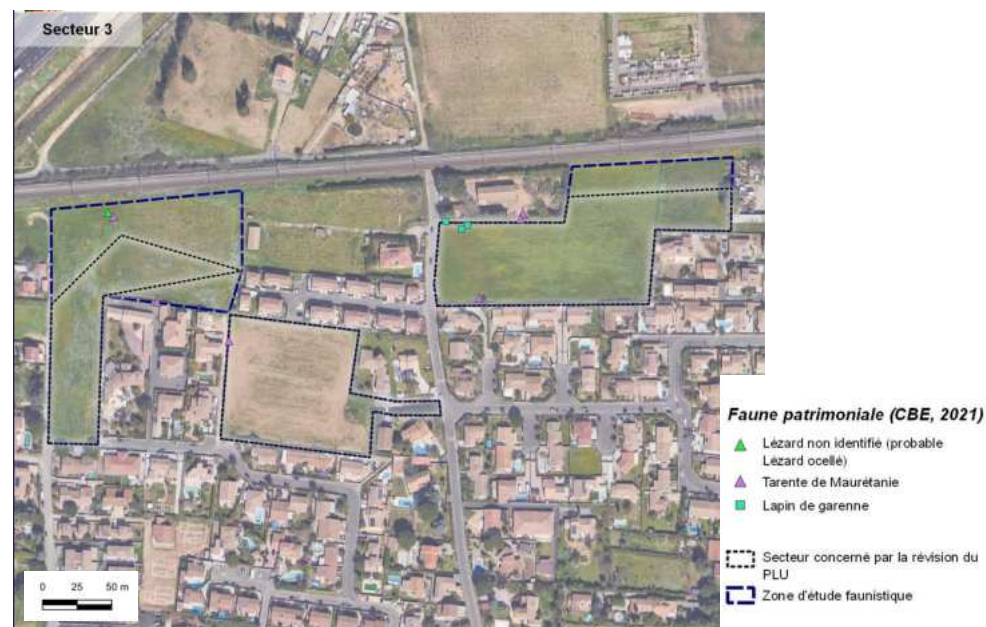 Secteur 3
Faune patrimoniale (CBE, 2021)
Lézard non identifié (probable
Lézard ocellé)
Tarente de Maurétanie
Lapin de garenne
Secteur concerné par la révision du
PLU
Zone d'étude faunistique
0 25 50 m